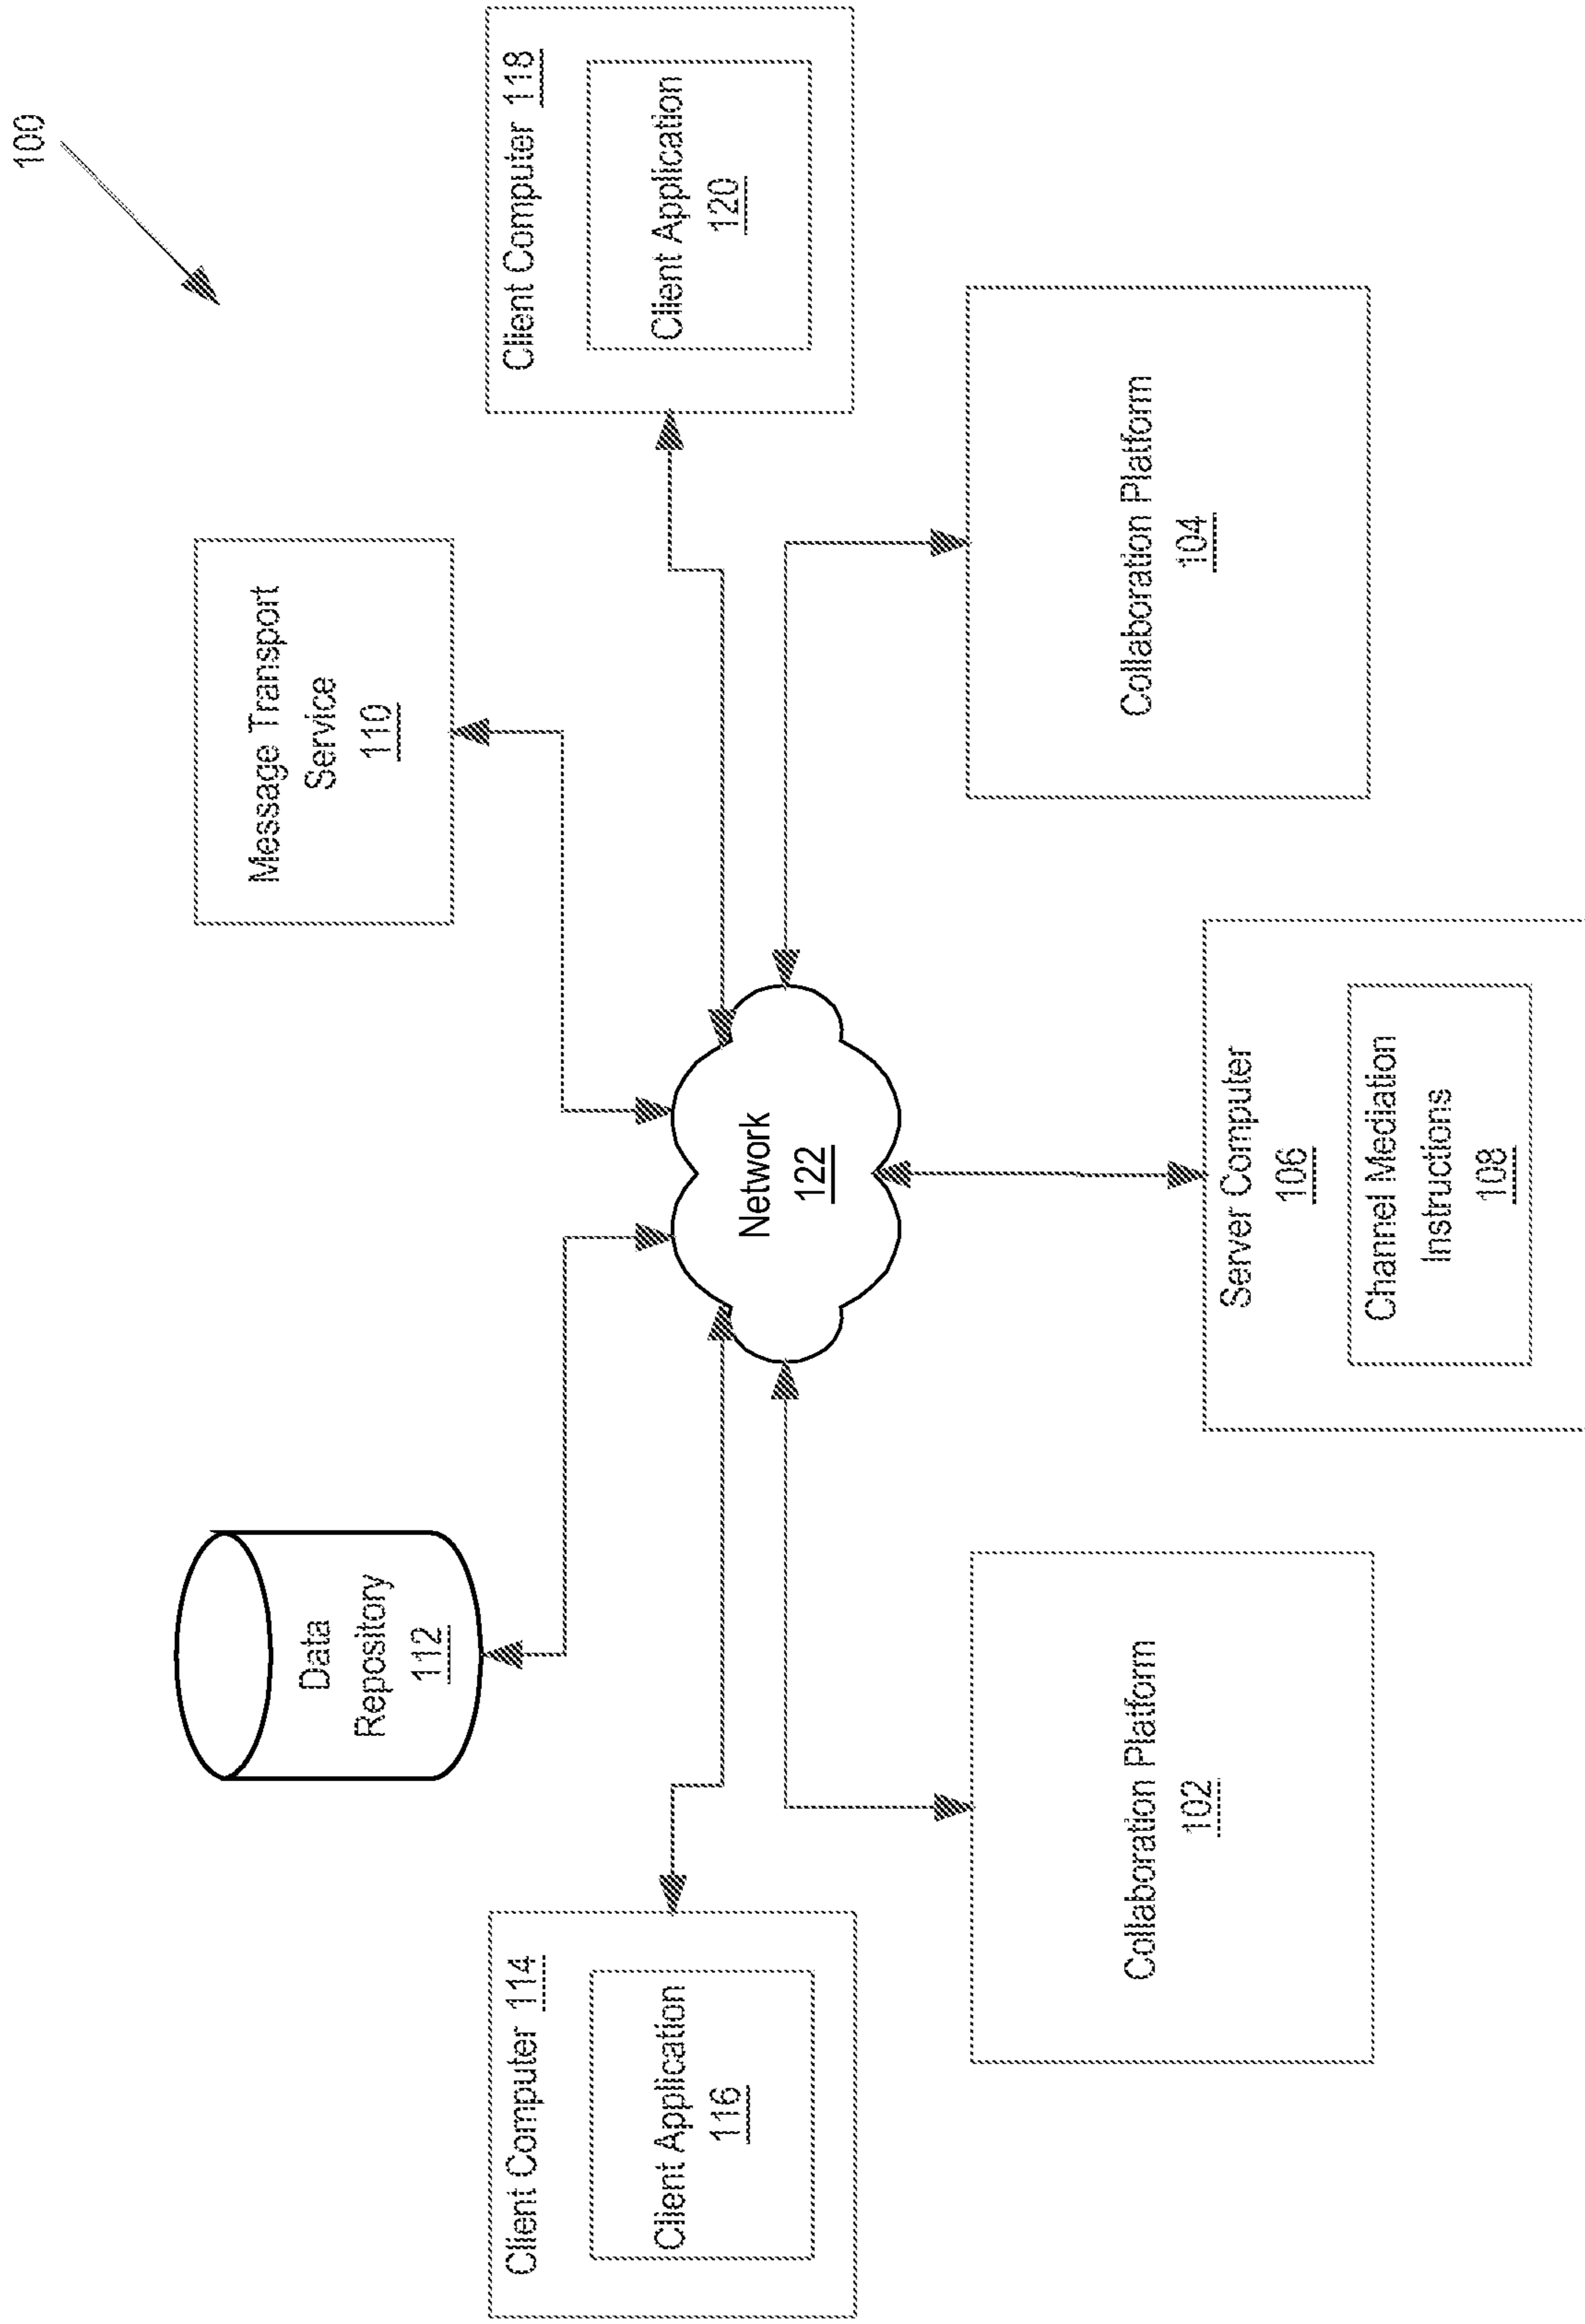 100
Data
Repository
112
Message Transport
Service
110
Client Computer 114
Client Application
116
Client Computer 118
Client Application
120
Network
122
Collaboration Platform
102
Collaboration Platform
104
Server Computer
106
Channel Mediation
Instructions
108